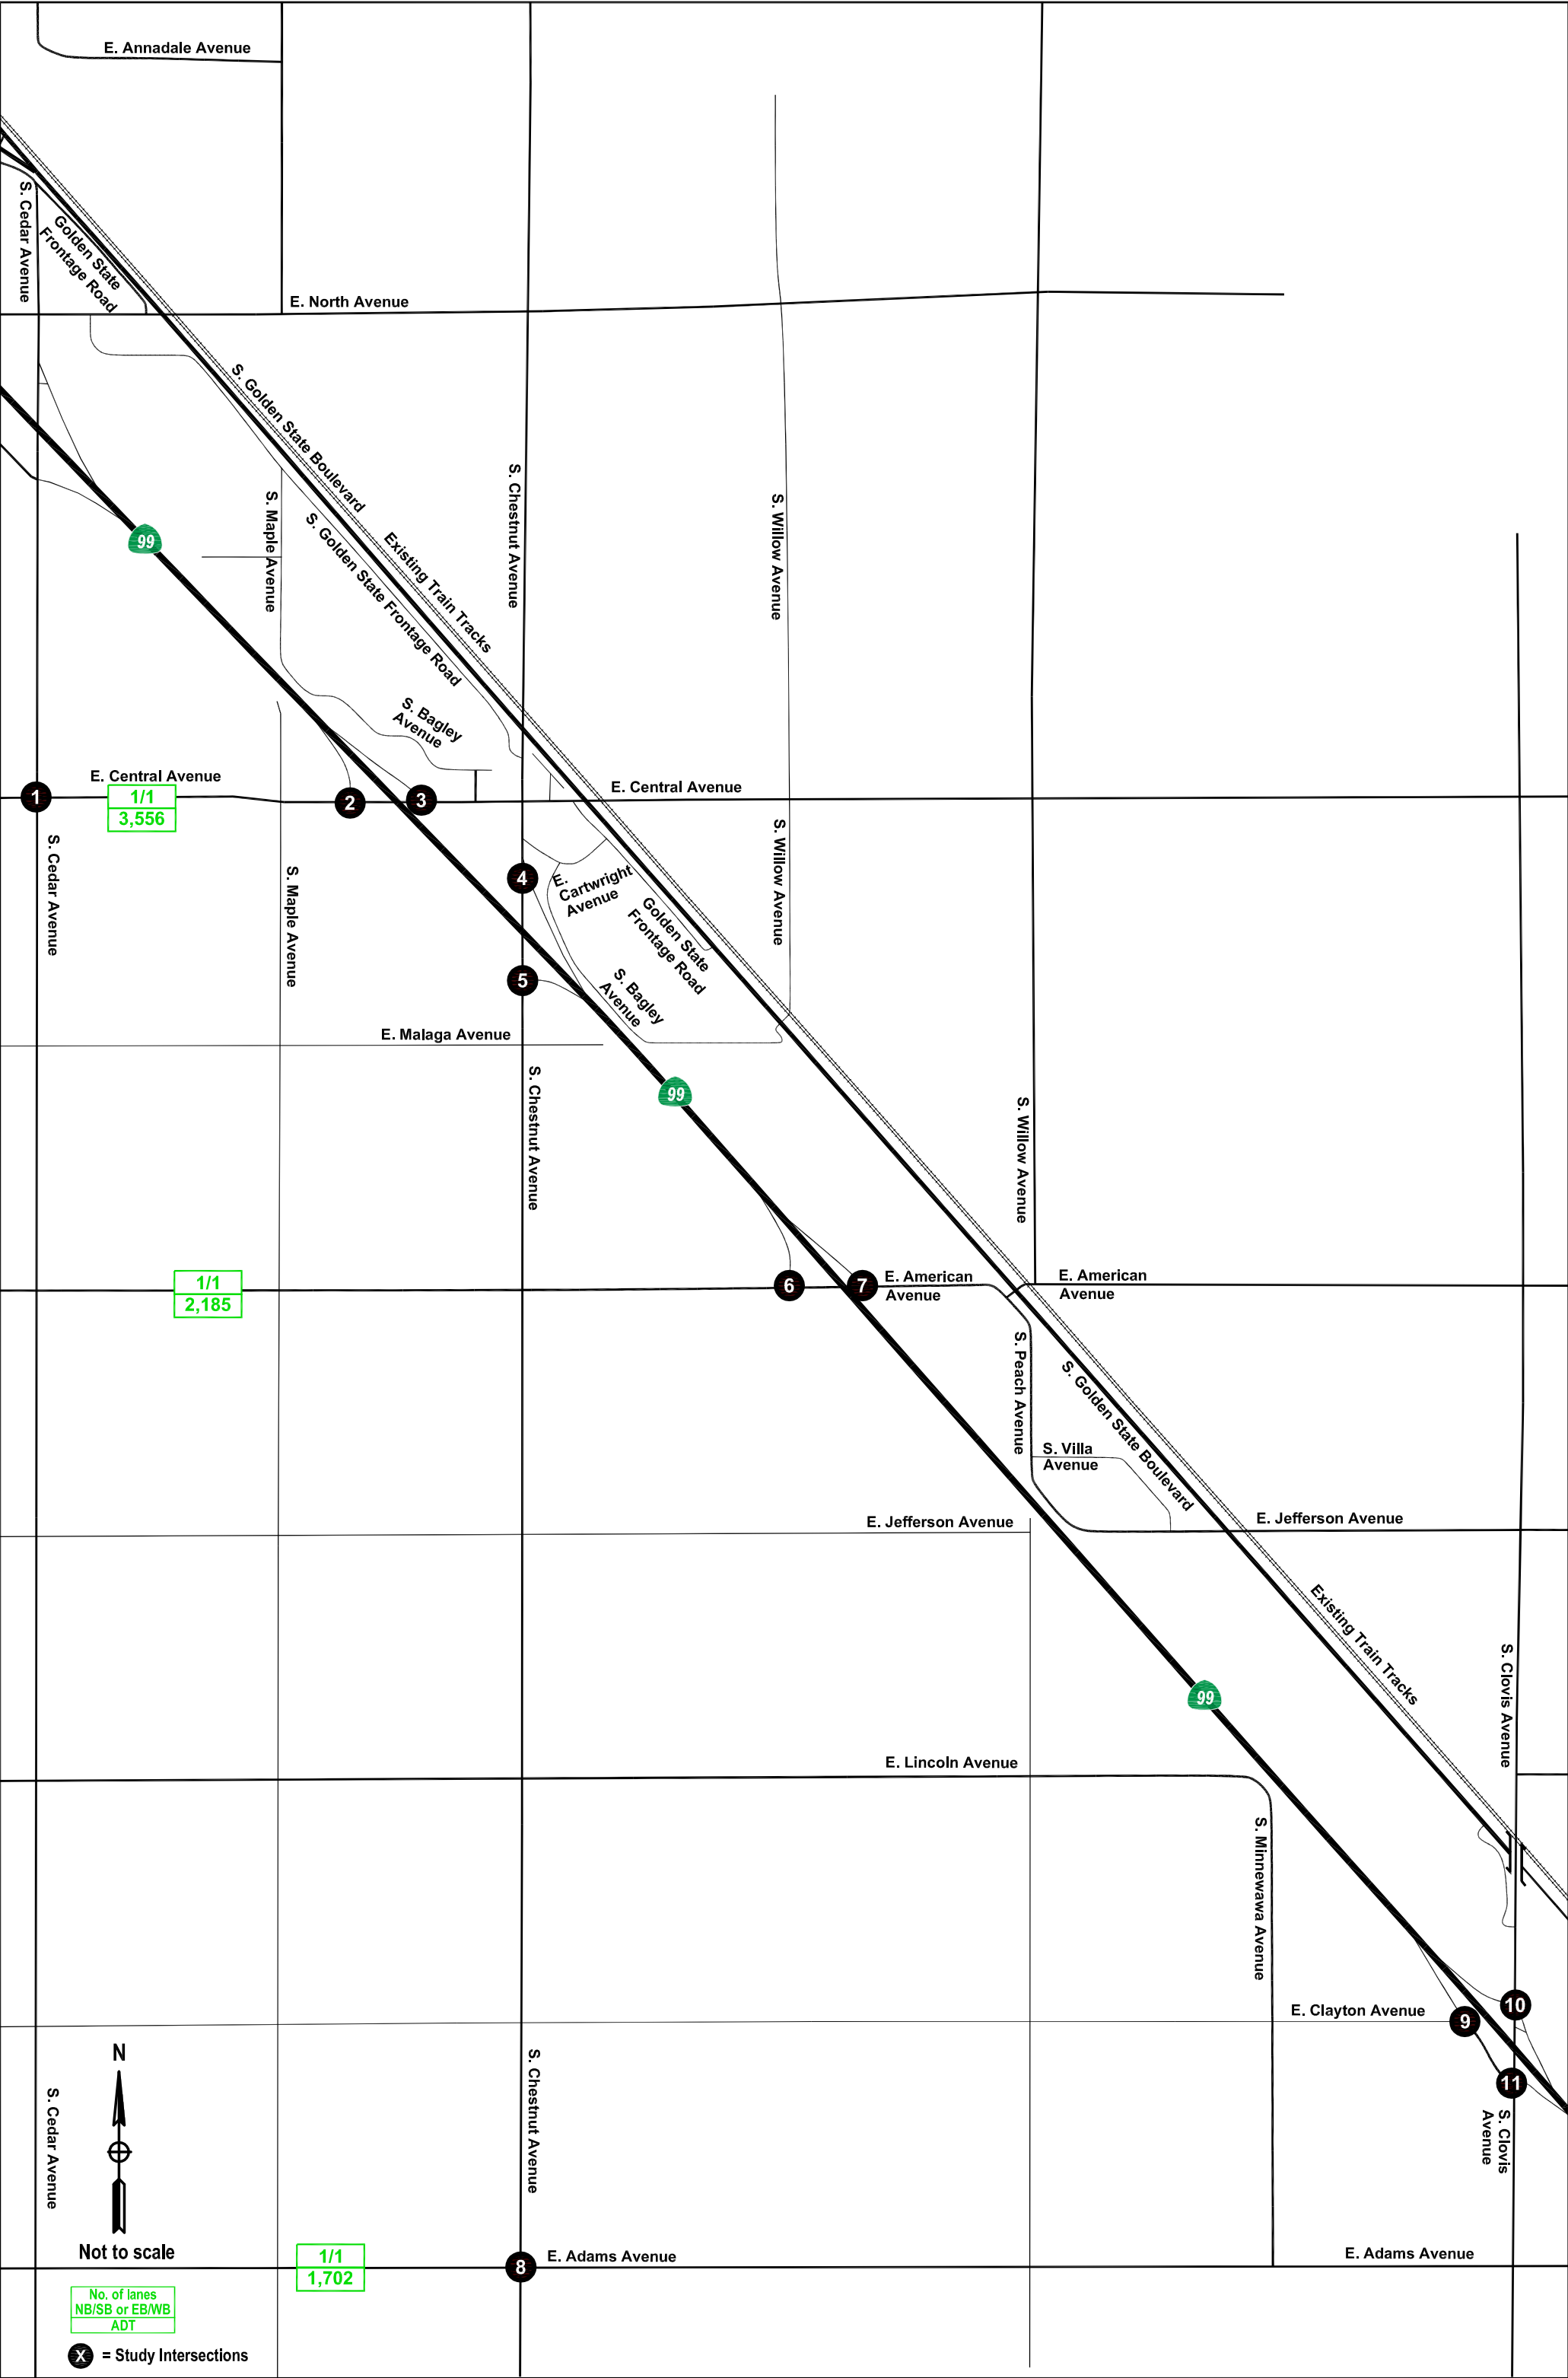 E. Annadale Avenue
S. Cedar Avenue
Golden State
Frontage Road
E. North Avenue
S. Golden State Boulevard
S. Golden State Frontage Road
Existing Train Tracks
S. Maple Avenue
S. Chestnut Avenue
S. Willow Avenue
99
S. Bagley
Avenue
E. Central Avenue
E. Central Avenue
1
1/1
3,556
2
3
S. Cedar Avenue
S. Maple Avenue
4
E.
Cartwright
Avenue
Golden State
Frontage Road
S. Willow Avenue
5
S. Bagley
Avenue
E. Malaga Avenue
S. Chestnut Avenue
99
S. Willow Avenue
1/1
2,185
6
7
E. American
Avenue
E. American
Avenue
S. Peach Avenue
S. Golden State Boulevard
S. Villa
Avenue
E. Jefferson Avenue
E. Jefferson Avenue
Existing Train Tracks
S. Clovis Avenue
99
E. Lincoln Avenue
S. Minnewawa Avenue
E. Clayton Avenue
9
10
11
S. Clovis
Avenue
S. Cedar Avenue
N
Not to scale
S. Chestnut Avenue
1/1
1,702
8
E. Adams Avenue
E. Adams Avenue
No. of lanes
NB/SB or EB/WB
ADT
X = Study Intersections